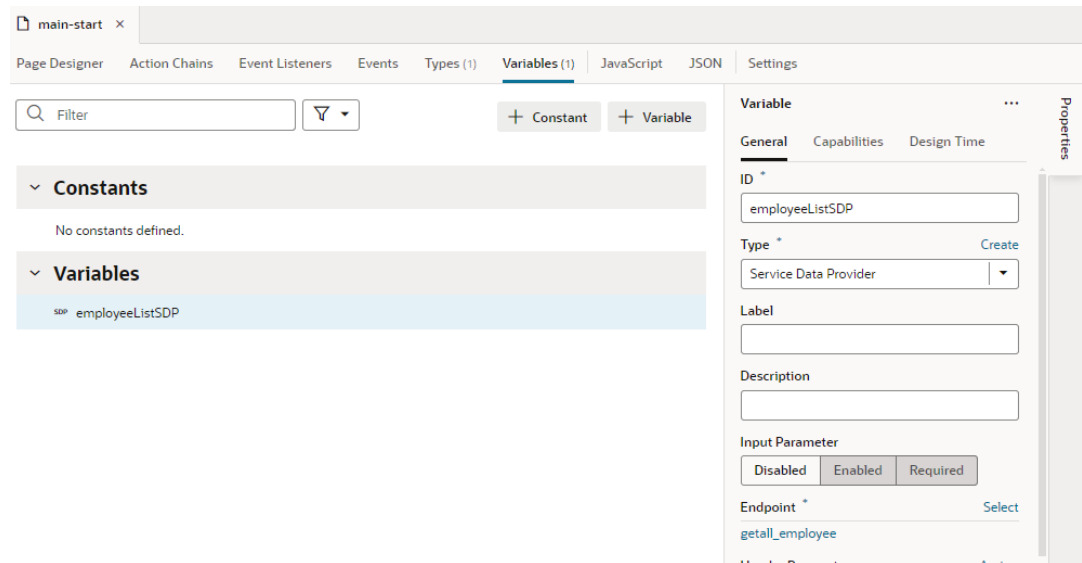 main-start ×
Page Designer Action Chains Event Listeners Events Types (1) Variables (1) JavaScript JSON Settings
Filter
+ Constant + Variable
Constants
No constants defined.
Variables
SDP employeeListSDP
Variable ...
Properties
General Capabilities Design Time
ID *
employeeListSDP
Type * Create
Service Data Provider
Label
Description
Input Parameter
Disabled Enabled Required
Endpoint * Select
getall_employee